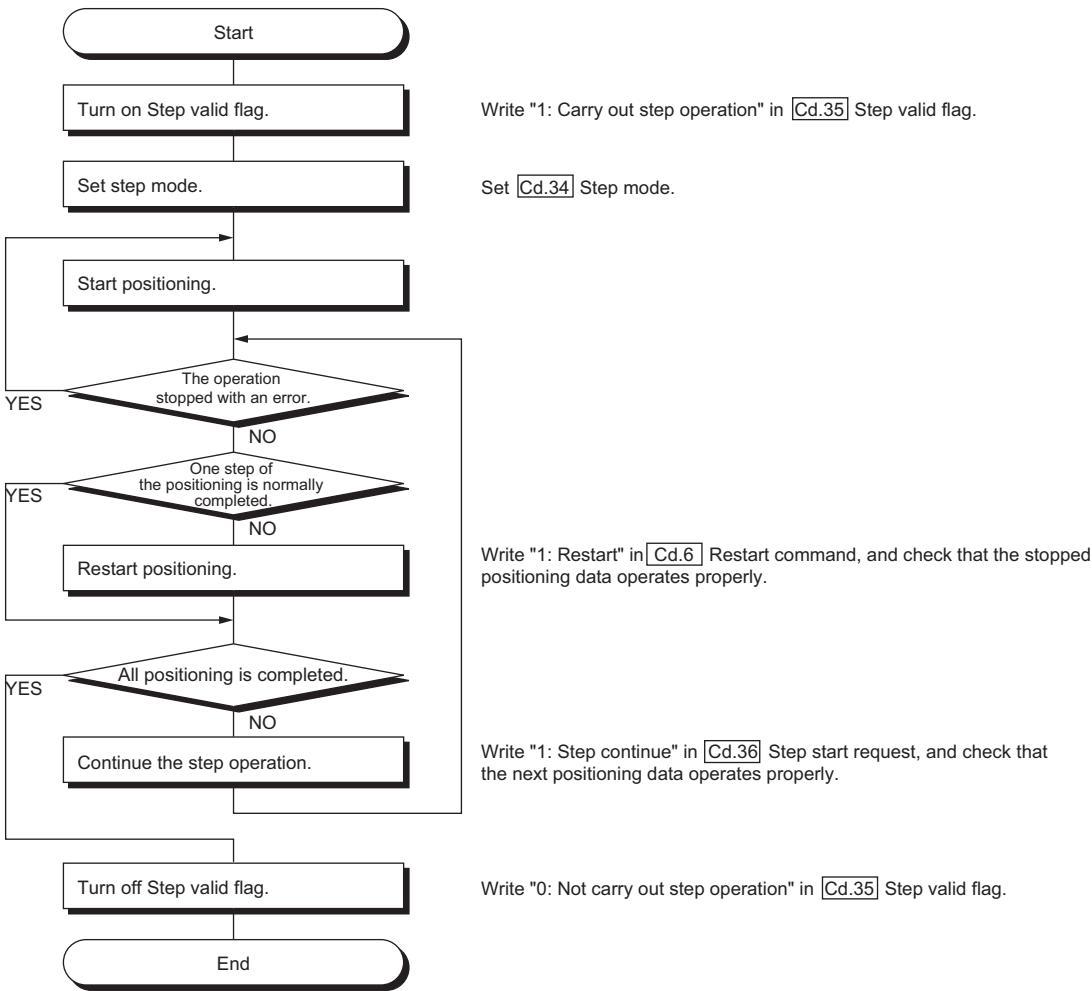 Start
Turn on Step valid flag.
Write "1: Carry out step operation" in Cd.35 Step valid flag.
Set step mode.
Set Cd.34 Step mode.
Start positioning.
The operation
stopped with an error.
YES
NO
One step of
the positioning is normally
completed.
YES
NO
Restart positioning.
Write "1: Restart" in Cd.6 Restart command, and check that the stopped
positioning data operates properly.
All positioning is completed.
YES
NO
Continue the step operation.
Write "1: Step continue" in Cd.36 Step start request, and check that
the next positioning data operates properly.
Turn off Step valid flag.
Write "0: Not carry out step operation" in Cd.35 Step valid flag.
End